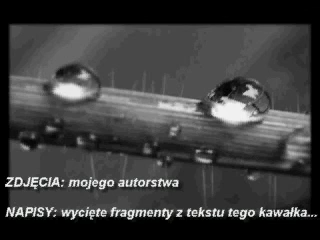 ZDJĘCIA: mojego autorstwa
NAPISY: wycięte fragmenty z tekstu tego kawałka...